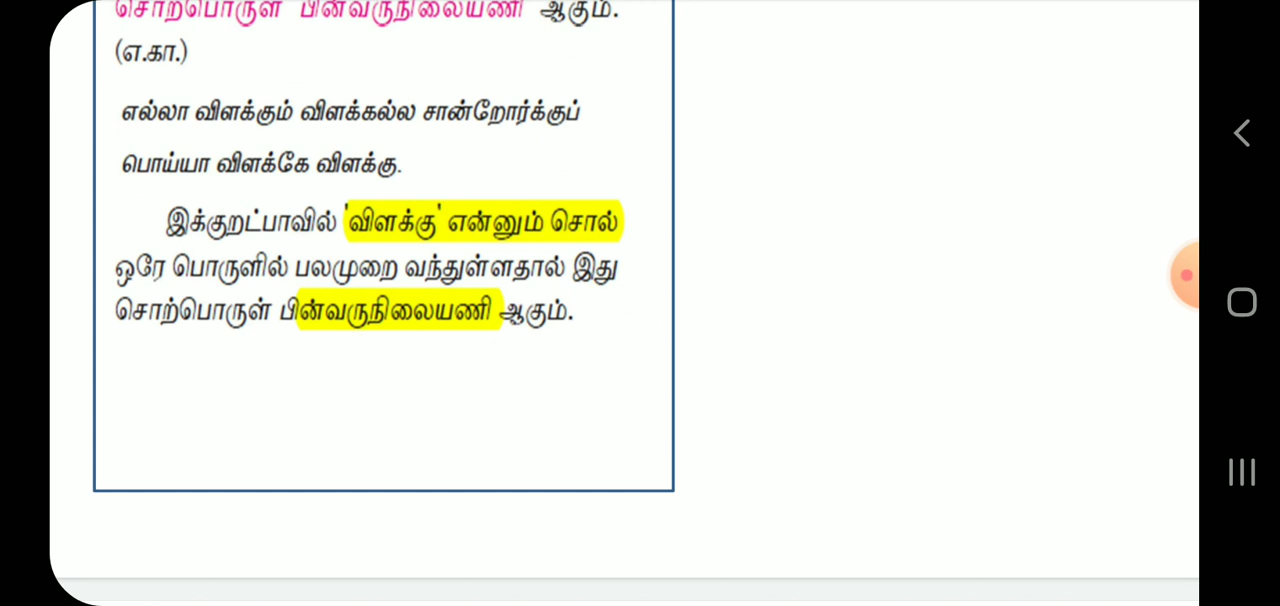 சொற்பொருள் பின்வருநிலையணி ஆகும்.
(எ.கா.)
எல்லா விளக்கும் விளக்கல்ல சான்றோர்க்குப்
பொய்யா விளக்கே விளக்கு.
இக்குறட்பாவில் 'விளக்கு' என்னும் சொல்
ஒரே பொருளில் பலமுறை வந்துள்ளதால் இது
சொற்பொருள் பின்வருநிலையணி ஆகும்.